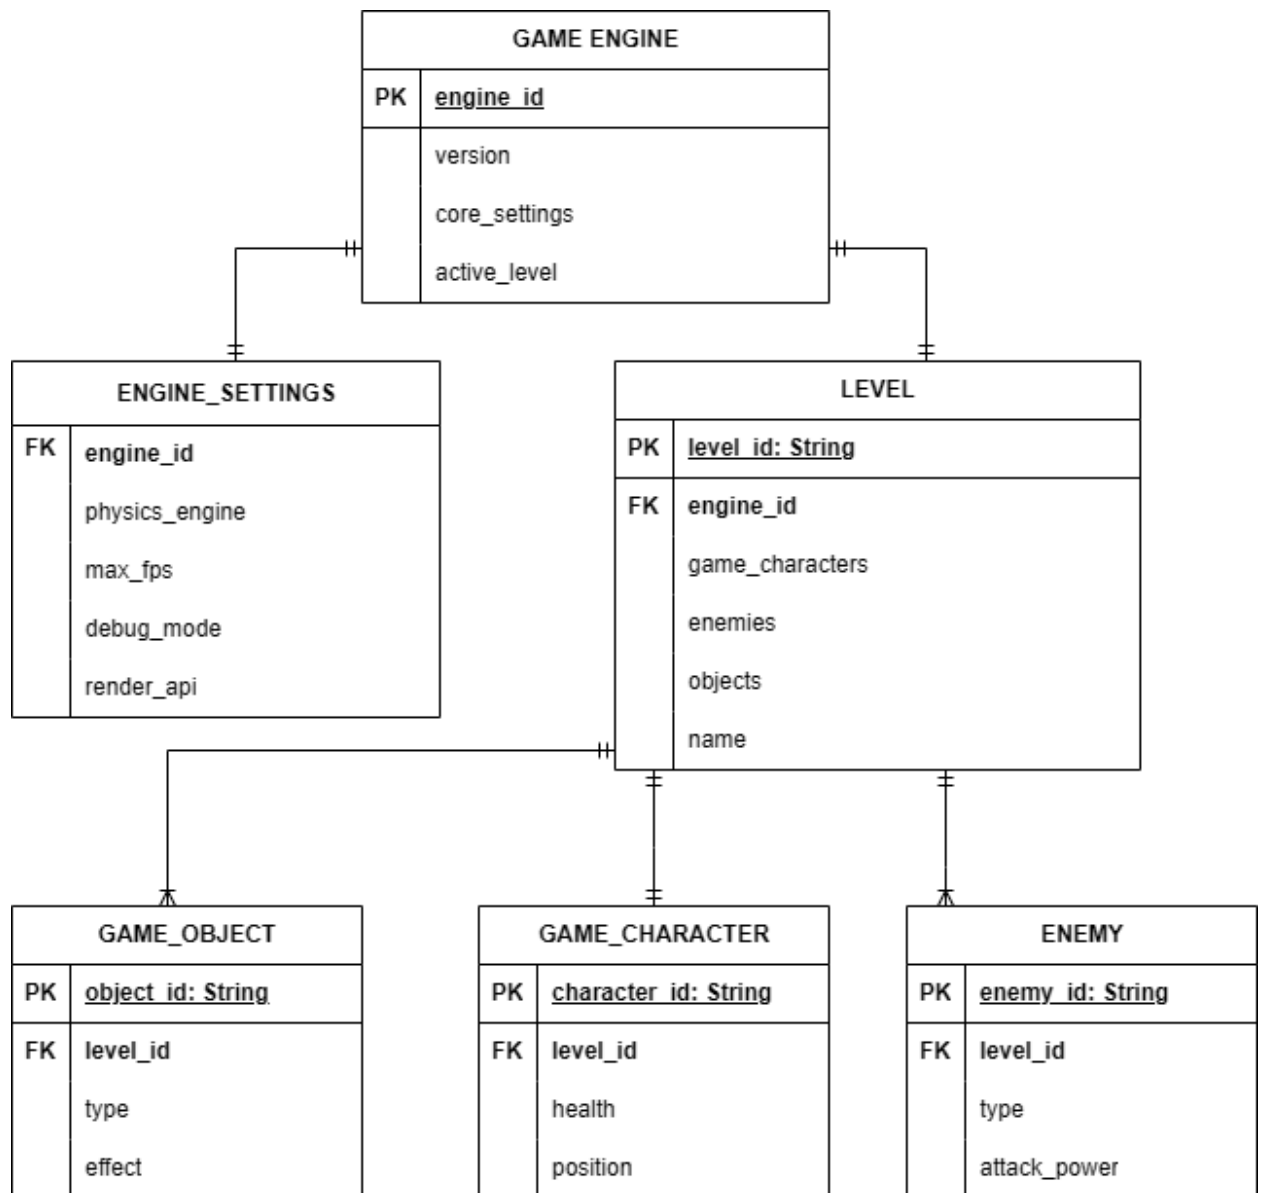 GAME ENGINE
PK engine_id
version
core_settings
active_level
ENGINE_SETTINGS
FK engine_id
physics_engine
max_fps
debug_mode
render_api
LEVEL
PK level_id: String
FK engine_id
game_characters
enemies
objects
name
GAME_OBJECT
PK object_id: String
FK level_id
type
effect
GAME_CHARACTER
PK character_id: String
FK level_id
health
position
ENEMY
PK enemy_id: String
FK level_id
type
attack_power